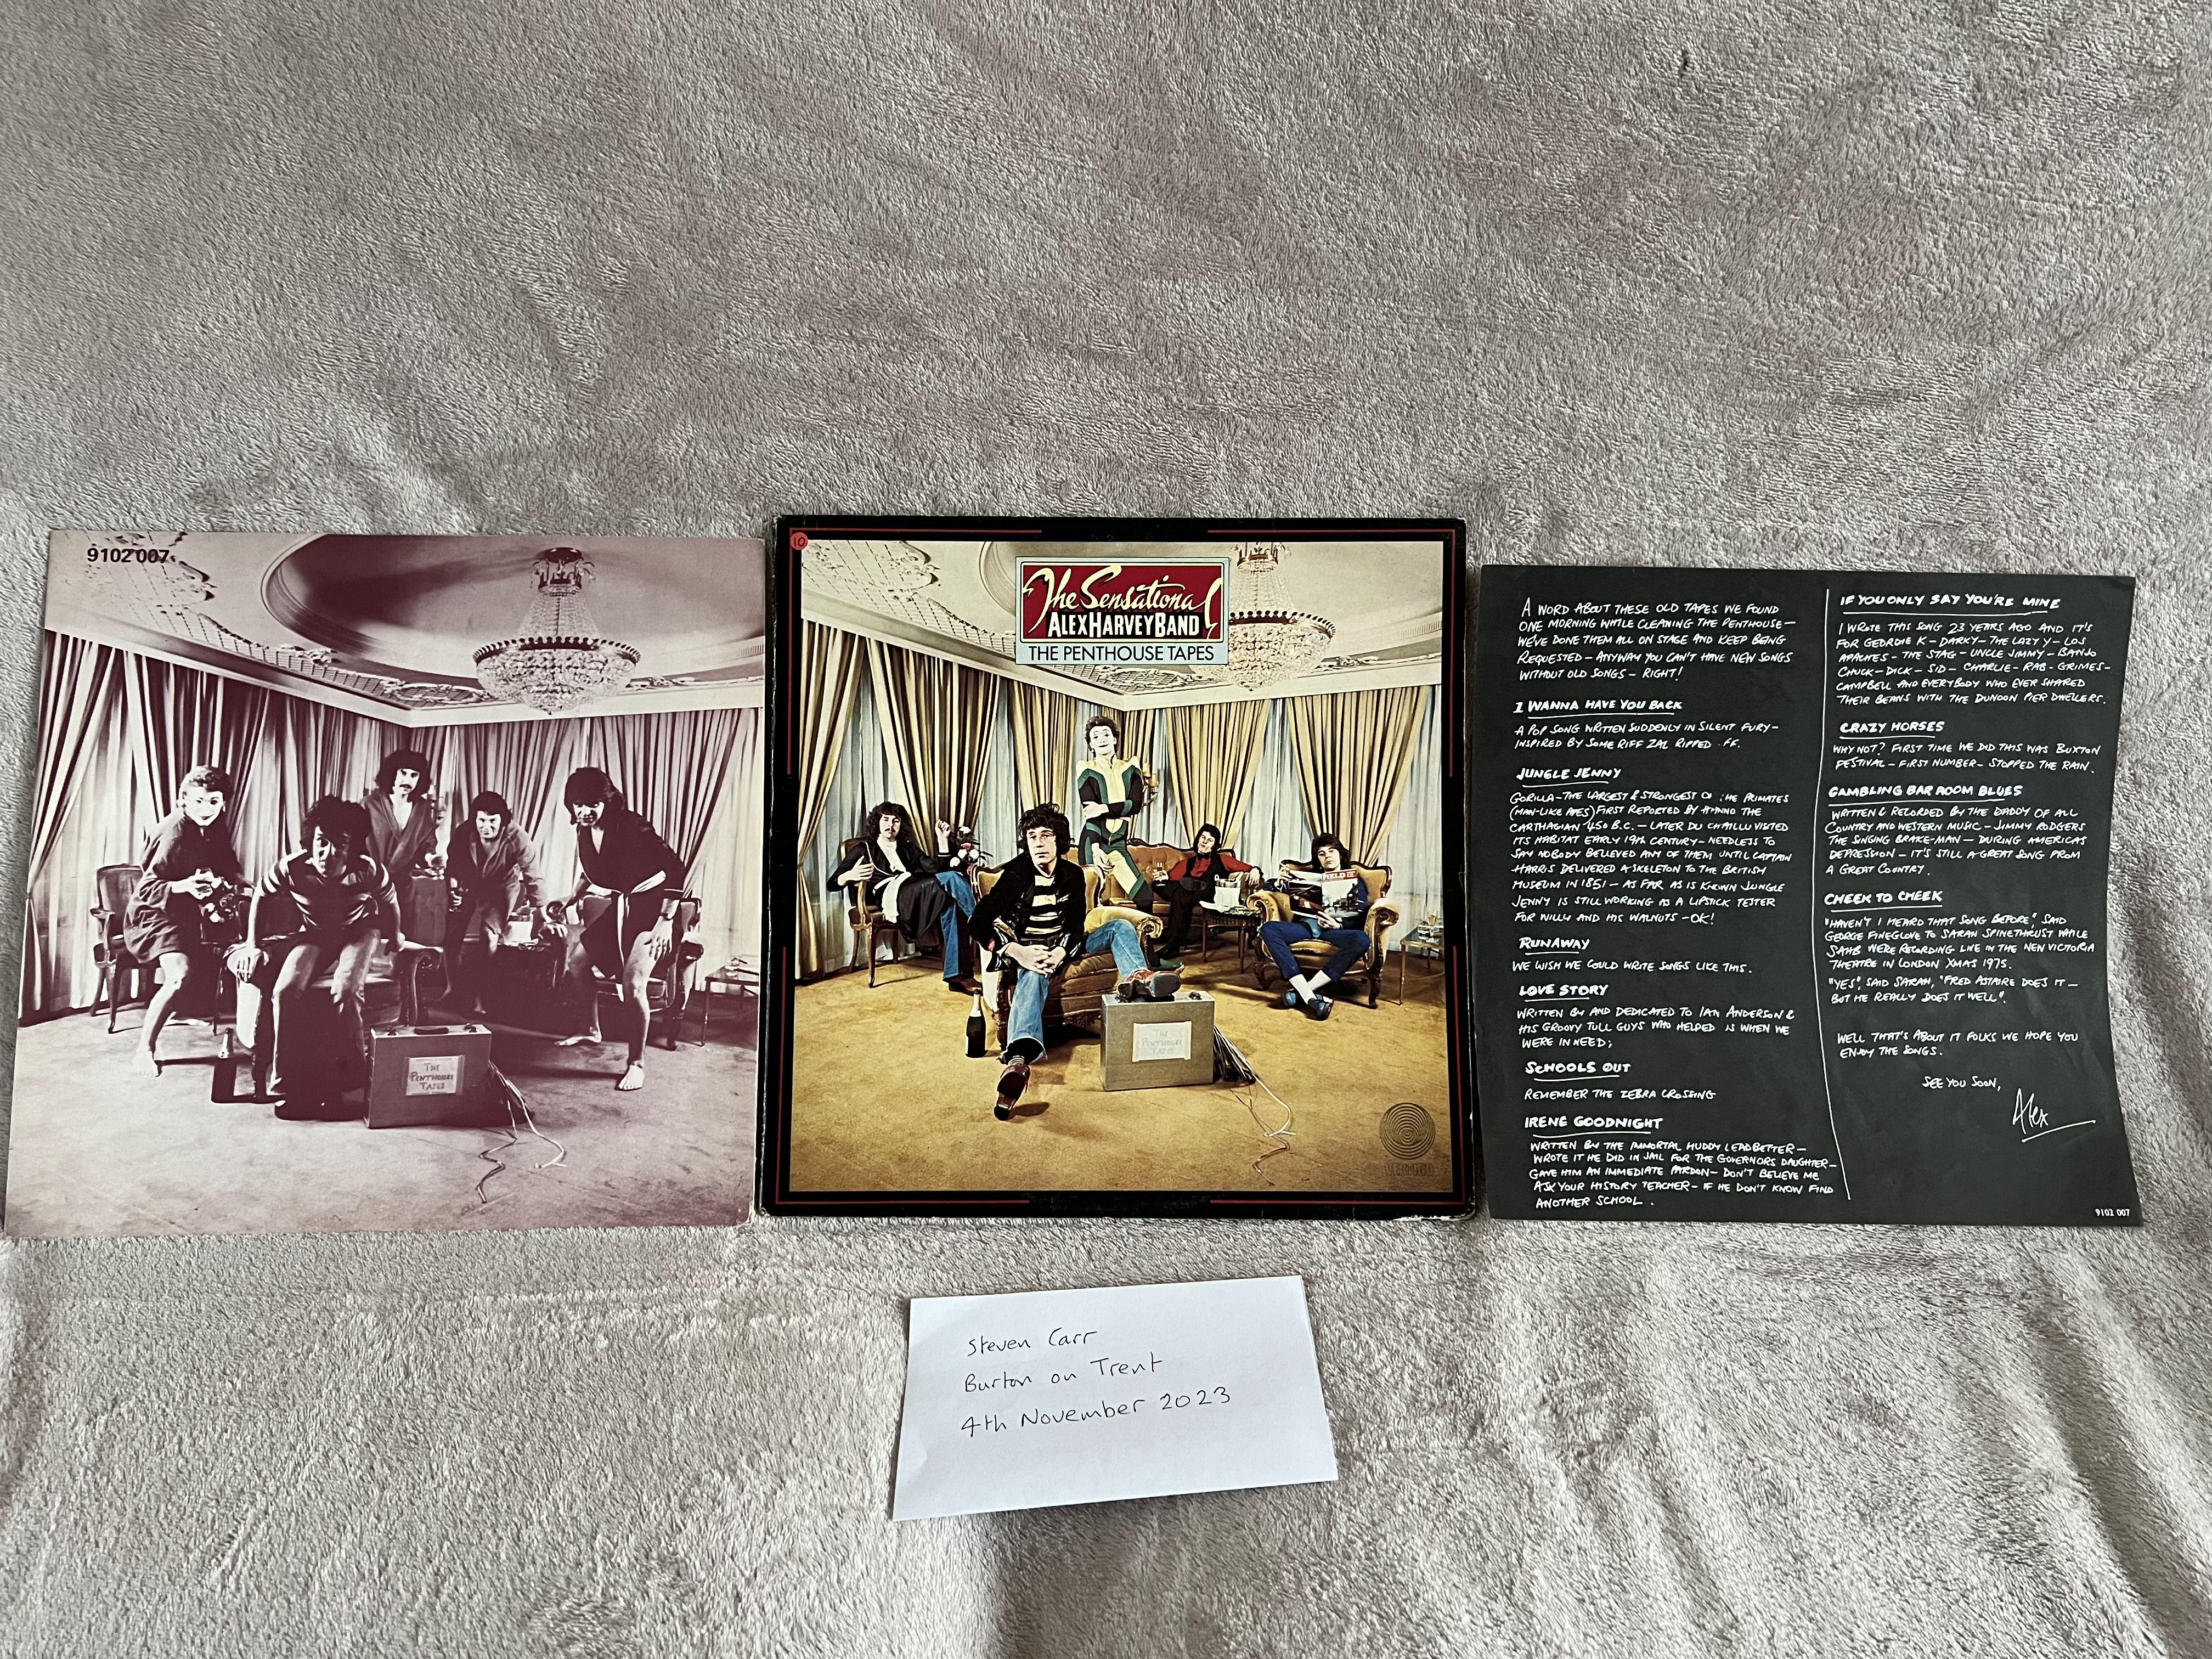 9102 007
THE
PENTHOUSE
TAPES
10
The Sensational
ALEX HARVEY BAND
THE PENTHOUSE TAPES
THE
PENTHOUSE
TAPES
VERTIGO
A WORD ABOUT THESE OLD TAPES WE FOUND
ONE MORNING WHILE CLEANING THE PENTHOUSE—
WE'VE DONE THEM ALL ON STAGE AND KEEP BEING
REQUESTED – ANYWAY YOU CAN'T HAVE NEW SONGS
WITHOUT OLD SONGS – RIGHT!
I WANNA HAVE YOU BACK
A POP SONG WRITTEN SUDDENLY IN SILENT FURY –
INSPIRED BY SOME RIFF ZAL RIPPED .FF.
JUNGLE JENNY
GORILLA – THE LARGEST & STRONGEST OF THE PRIMATES
(MAN-LIKE APES) FIRST REPORTED BY HANNO THE
CARTHAGIAN 450 B.C. – LATER DU CHAILLU VISITED
ITS HABITAT EARLY 19th CENTURY – NEEDLESS TO
SAY NOBODY BELIEVED ANY OF THEM UNTIL CAPTAIN
HARRIS DELIVERED A SKELETON TO THE BRITISH
MUSEUM IN 1851 – AS FAR AS IS KNOWN JUNGLE
JENNY IS STILL WORKING AS A LIPSTICK TESTER
FOR WILLY AND HIS WALNUTS – OK!
RUNAWAY
WE WISH WE COULD WRITE SONGS LIKE THIS.
LOVE STORY
WRITTEN BY AND DEDICATED TO IAN ANDERSON &
HIS GROOVY TULL GUYS WHO HELPED US WHEN WE
WERE IN NEED;
SCHOOLS OUT
REMEMBER THE ZEBRA CROSSING
IRENE GOODNIGHT
WRITTEN BY THE IMMORTAL HUDDY LEADBETTER –
WROTE IT HE DID IN JAIL FOR THE GOVERNORS DAUGHTER –
GAVE HIM AN IMMEDIATE PARDON – DON'T BELIEVE ME
ASK YOUR HISTORY TEACHER – IF HE DON'T KNOW FIND
ANOTHER SCHOOL.
IF YOU ONLY SAY YOU'RE MINE
I WROTE THIS SONG 23 YEARS AGO AND IT'S
FOR GEORDIE K – DARKY – THE LAZY Y – LOS
APACHES – THE STAG – UNCLE JIMMY – BANJO
CHUCK – DICK – SID – CHARLIE – RAB – GRIMES –
CAMPBELL AND EVERYBODY WHO EVER SHARED
THEIR BEANS WITH THE DUNOON PIER DWELLERS.
CRAZY HORSES
WHY NOT? FIRST TIME WE DID THIS WAS BUXTON
FESTIVAL – FIRST NUMBER – STOPPED THE RAIN.
GAMBLING BAR ROOM BLUES
WRITTEN & RECORDED BY THE DADDY OF ALL
COUNTRY AND WESTERN MUSIC – JIMMY RODGERS
THE SINGING BRAKE-MAN – DURING AMERICA'S
DEPRESSION – IT'S STILL A GREAT SONG FROM
A GREAT COUNTRY.
CHEEK TO CHEEK
"HAVEN'T I HEARD THAT SONG BEFORE", SAID
GEORGE FINEGLOVE TO SARAH SPINETHRUST WHILE
SAHB WERE RECORDING LIVE IN THE NEW VICTORIA
THEATRE IN LONDON XMAS 1975.
"YES", SAID SARAH, "FRED ASTAIRE DOES IT –
BUT HE REALLY DOES IT WELL".
WELL THAT'S ABOUT IT FOLKS WE HOPE YOU
ENJOY THE SONGS.
SEE YOU SOON,
Alex
9102 007
Steven Carr
Burton on Trent
4th November 2023